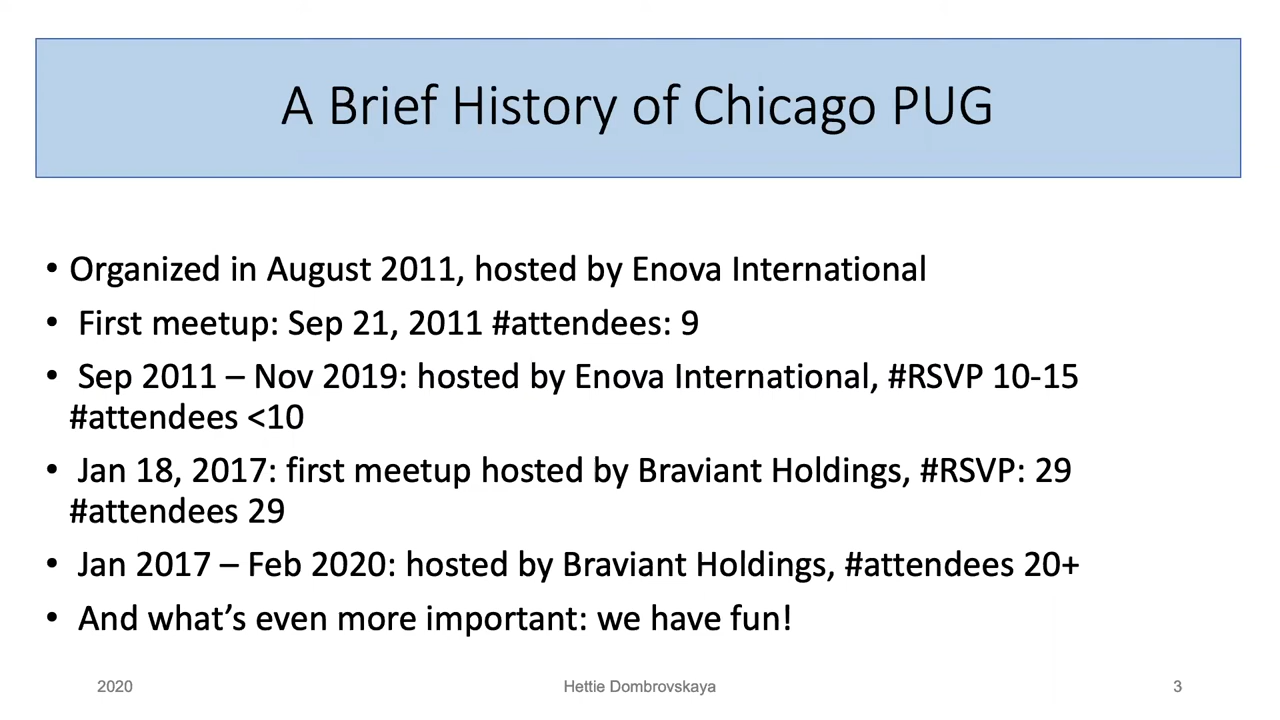 A Brief History of Chicago PUG
• Organized in August 2011, hosted by Enova International
• First meetup: Sep 21, 2011 #attendees: 9
• Sep 2011 – Nov 2019: hosted by Enova International, #RSVP 10-15
#attendees <10
• Jan 18, 2017: first meetup hosted by Braviant Holdings, #RSVP: 29
#attendees 29
• Jan 2017 – Feb 2020: hosted by Braviant Holdings, #attendees 20+
• And what’s even more important: we have fun!
2020
Hettie Dombrovskaya
3